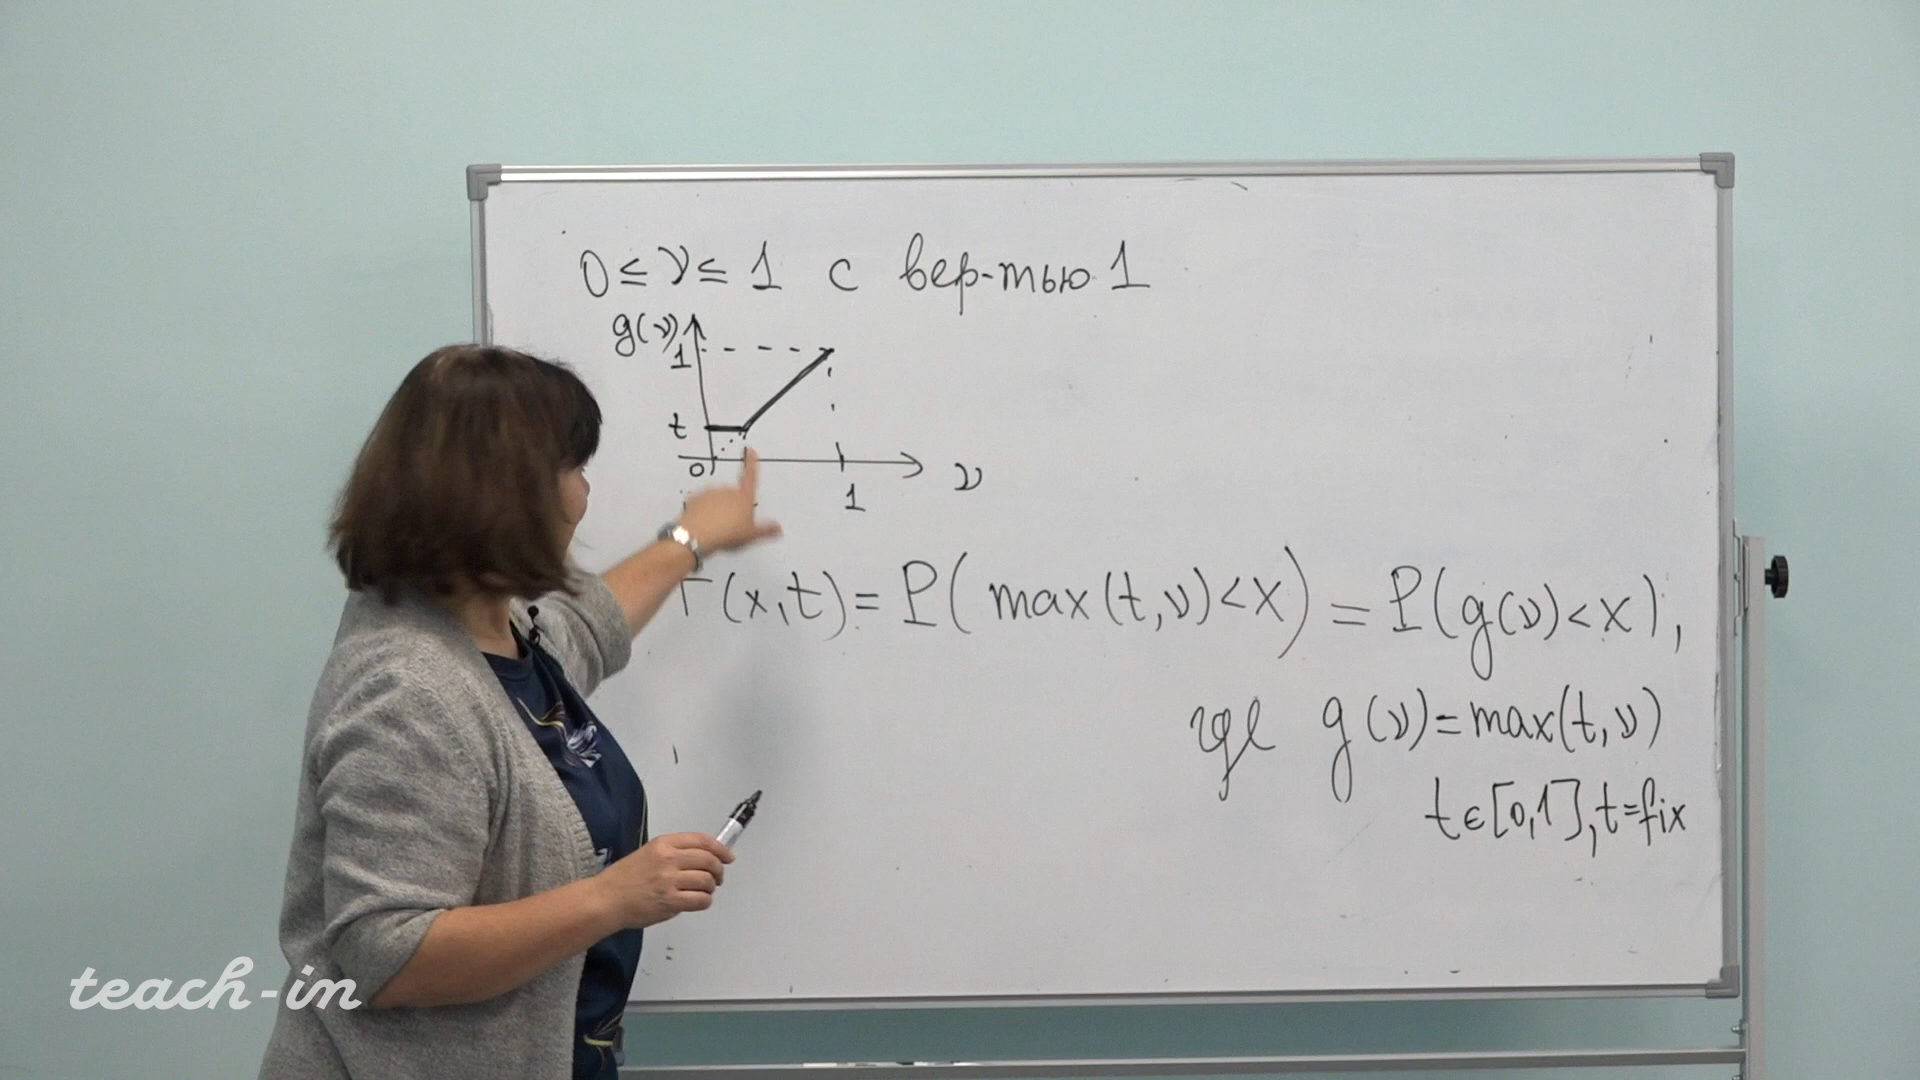 0 ≤ ν ≤ 1 с вер-тью 1
g(ν)
1
t
0
1
ν
F(x,t) = P( max(t,ν) < x ) = P(g(ν) < x),
где g(ν) = max(t,ν)
t ∈ [0,1], t = fix
teach-in